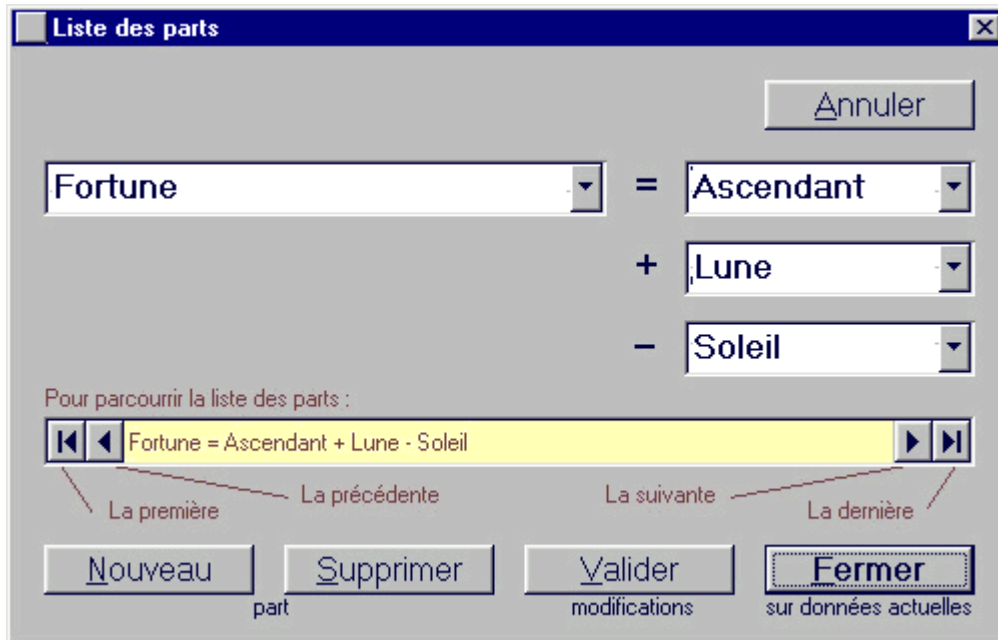 Liste des parts
Annuler
Fortune = Ascendant
+ Lune
- Soleil
Pour parcourrir la liste des parts :
Fortune = Ascendant + Lune - Soleil
La précédente La suivante
La première La dernière
Nouveau Supprimer Valider Fermer
part modifications sur données actuelles